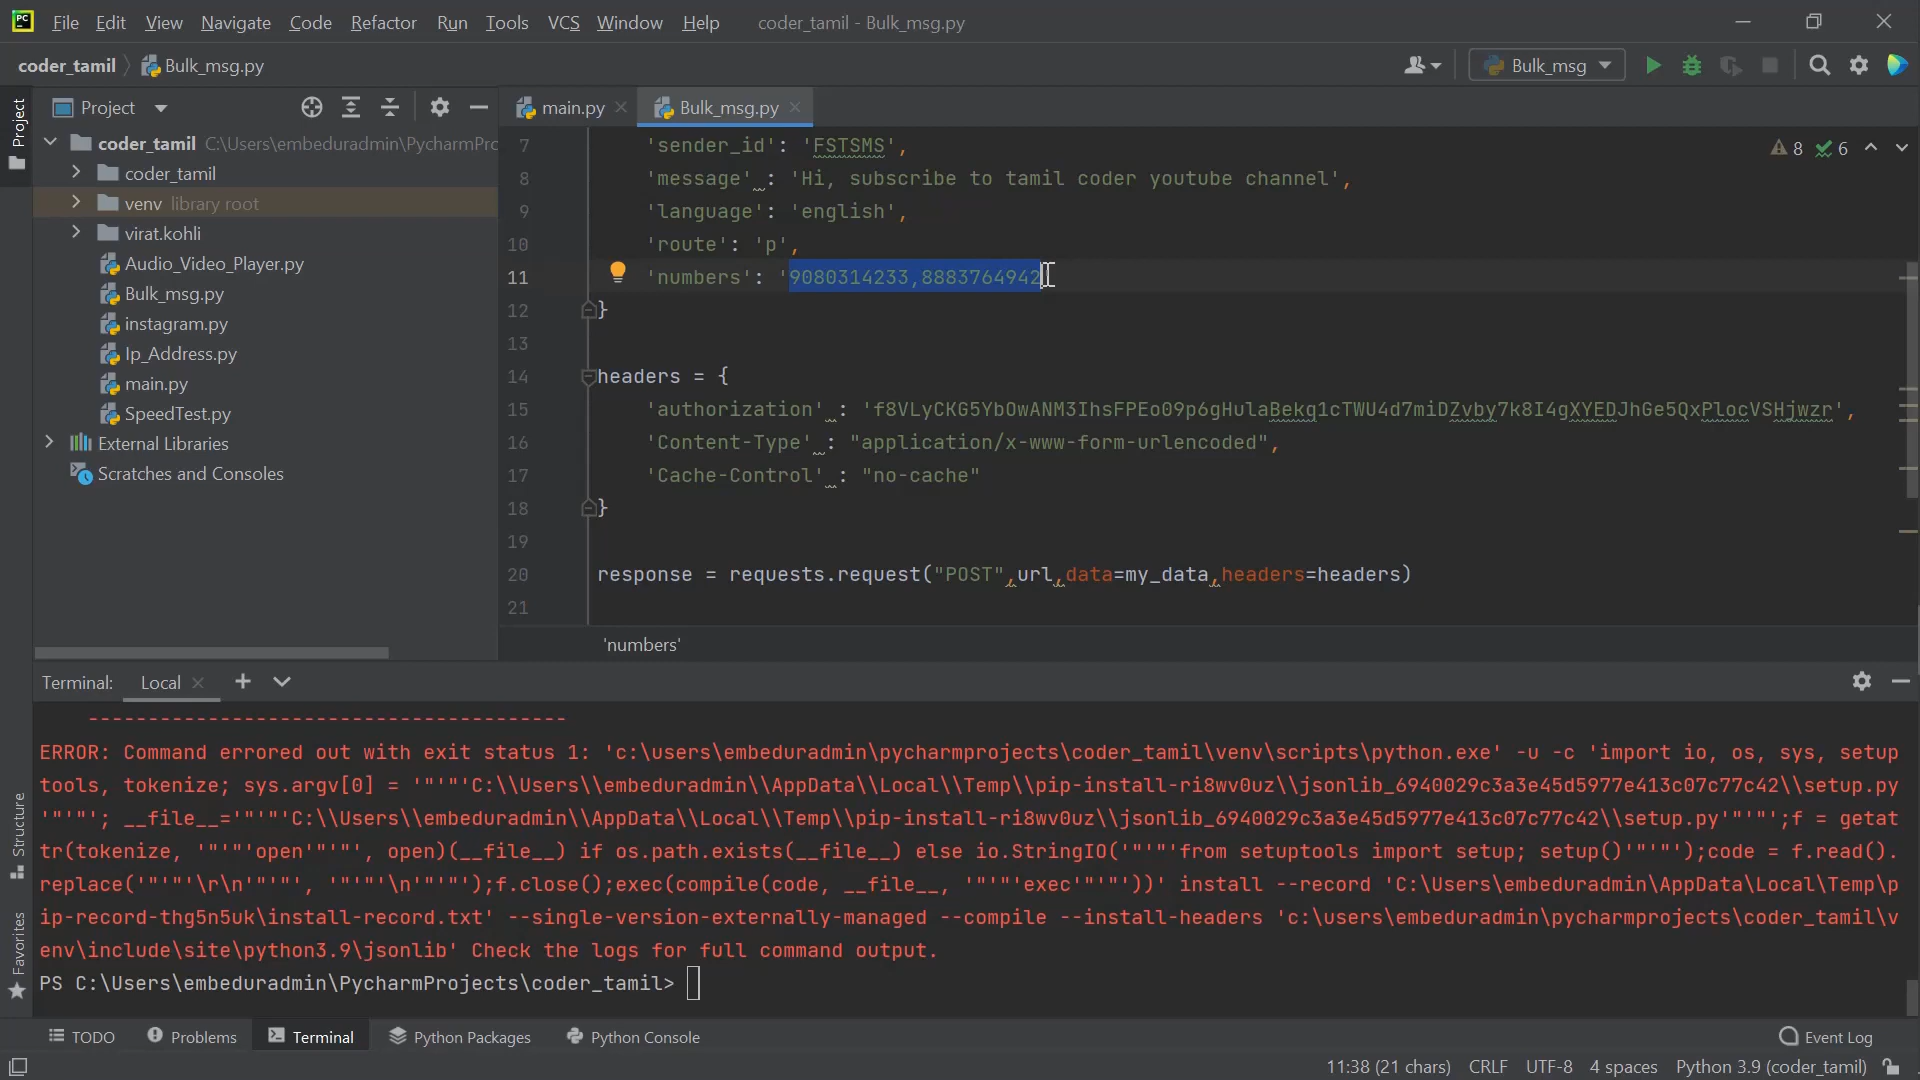 File Edit View Navigate Code Refactor Run Tools VCS Window Help coder_tamil - Bulk_msg.py
coder_tamil Bulk_msg.py Bulk_msg
Project
Project main.py Bulk_msg.py
coder_tamil C:\Users\embeduradmin\PycharmPro
coder_tamil
venv library root
virat.kohli
Audio_Video_Player.py
Bulk_msg.py
instagram.py
Ip_Address.py
main.py
SpeedTest.py
External Libraries
Scratches and Consoles
8 6
7 'sender_id': 'FSTSMS',
8 'message' : 'Hi, subscribe to tamil coder youtube channel',
9 'language': 'english',
10 'route': 'p',
11 'numbers': '9080314233,8883764942
12 }
13
14 headers = {
15 'authorization' : 'f8VLyCKG5YbOwANM3IhsFPEo09p6gHulaBekq1cTWU4d7miDZvby7k8I4gXYEDJhGe5QxPlocVSHjwzr',
16 'Content-Type' : "application/x-www-form-urlencoded",
17 'Cache-Control' : "no-cache"
18 }
19
20 response = requests.request("POST",url,data=my_data,headers=headers)
21
'numbers'
Terminal: Local
----------------------------------------
ERROR: Command errored out with exit status 1: 'c:\users\embeduradmin\pycharmprojects\coder_tamil\venv\scripts\python.exe' -u -c 'import io, os, sys, setup
tools, tokenize; sys.argv[0] = '"'"'C:\\Users\\embeduradmin\\AppData\\Local\\Temp\\pip-install-ri8wv0uz\\jsonlib_6940029c3a3e45d5977e413c07c77c42\\setup.py
'"'"'; __file__='"'"'C:\\Users\\embeduradmin\\AppData\\Local\\Temp\\pip-install-ri8wv0uz\\jsonlib_6940029c3a3e45d5977e413c07c77c42\\setup.py'"'"';f = getat
tr(tokenize, '"'"'open'"'"', open)(__file__) if os.path.exists(__file__) else io.StringIO('"'"'from setuptools import setup; setup()'"'"');code = f.read().
replace('"'"'\r\n'"'"', '"'"'\n'"'"');f.close();exec(compile(code, __file__, '"'"'exec'"'"'))' install --record 'C:\Users\embeduradmin\AppData\Local\Temp\p
ip-record-thg5n5uk\install-record.txt' --single-version-externally-managed --compile --install-headers 'c:\users\embeduradmin\pycharmprojects\coder_tamil\v
env\include\site\python3.9\jsonlib' Check the logs for full command output.
PS C:\Users\embeduradmin\PycharmProjects\coder_tamil>
Structure
Favorites
TODO Problems Terminal Python Packages Python Console Event Log
11:38 (21 chars) CRLF UTF-8 4 spaces Python 3.9 (coder_tamil)